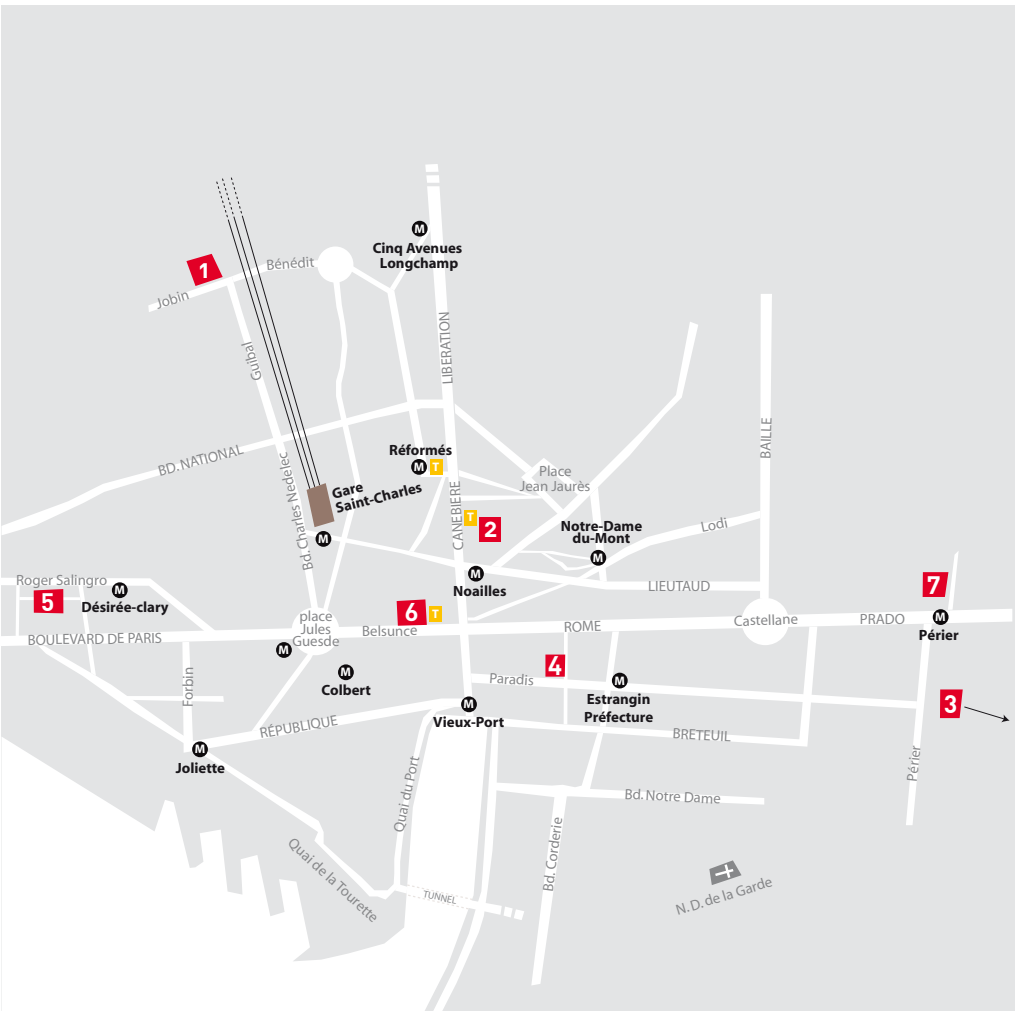 M
Cinq Avenues
Longchamp
1
Bénédit
Jobin
LIBERATION
Guibal
BAILLE
Réformés
M
T
BD. NATIONAL
Place
Jean Jaurès
Gare
Saint-Charles
Bd. Charles Nedelec
CANEBIERE
T
2
Notre-Dame
du-Mont
M
Lodi
M
M
Noailles
LIEUTAUD
Roger Salingro
M
Désirée-clary
5
7
6
T
place
Jules
Guesde
Belsunce
ROME
Castellane
PRADO
M
Périer
BOULEVARD DE PARIS
M
M
Colbert
4
Paradis
M
Estrangin
Préfecture
Forbin
3
M
Vieux-Port
RÉPUBLIQUE
BRETEUIL
M
Joliette
Périer
Quai du Port
Bd. Notre Dame
Bd. Corderie
Quai de la Tourette
TUNNEL
N. D. de la Garde